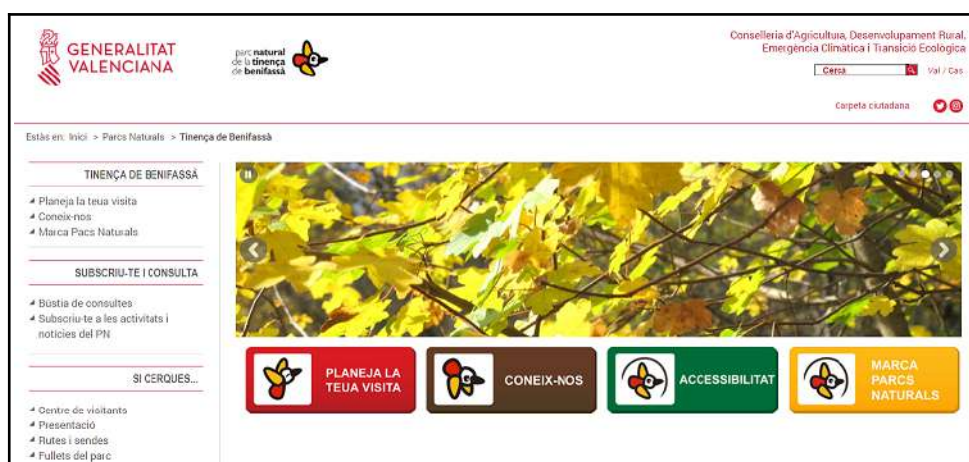 GENERALITAT
VALENCIANA
parc natural
de la tinença
de benifassà
Conselleria d'Agricultura, Desenvolupament Rural,
Emergència Climàtica i Transició Ecològica
Cerca
Val / Cas
Carpeta ciutadana
Estàs en: Inici > Parcs Naturals > Tinença de Benifassà
TINENÇA DE BENIFASSÀ
Planeja la teua visita
Coneix-nos
Marca Pacs Naturals
SUBSCRIU-TE I CONSULTA
Bústia de consultes
Subscriu-te a les activitats i
notícies del PN
SI CERQUES...
Centre de visitants
Presentació
Rutes i sendes
Fullets del parc
PLANEJA LA
TEUA VISITA
CONEIX-NOS
ACCESSIBILITAT
MARCA
PARCS
NATURALS